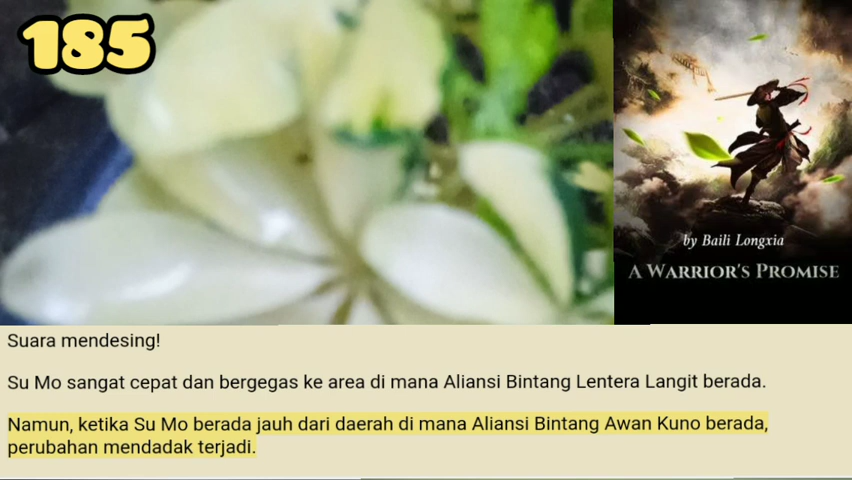 185
by Baili Longxia
A WARRIOR'S PROMISE
Suara mendesing!
Su Mo sangat cepat dan bergegas ke area di mana Aliansi Bintang Lentera Langit berada.
Namun, ketika Su Mo berada jauh dari daerah di mana Aliansi Bintang Awan Kuno berada,
perubahan mendadak terjadi.